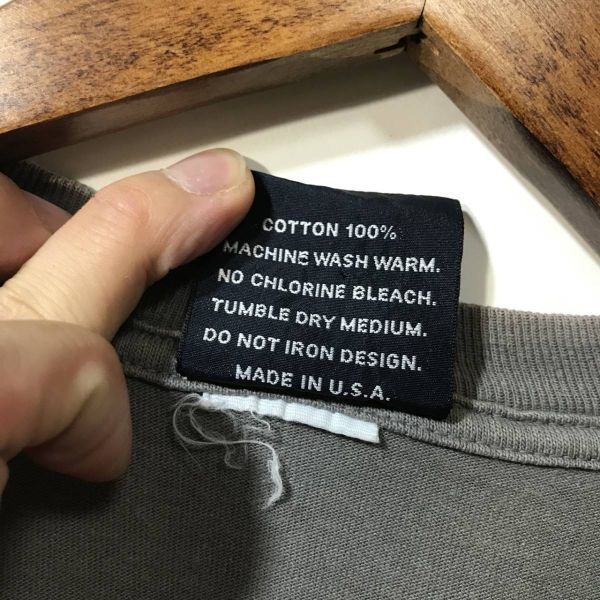 COTTON 100%
MACHINE WASH WARM.
NO CHLORINE BLEACH.
TUMBLE DRY MEDIUM.
DO NOT IRON DESIGN.
MADE IN U.S.A.